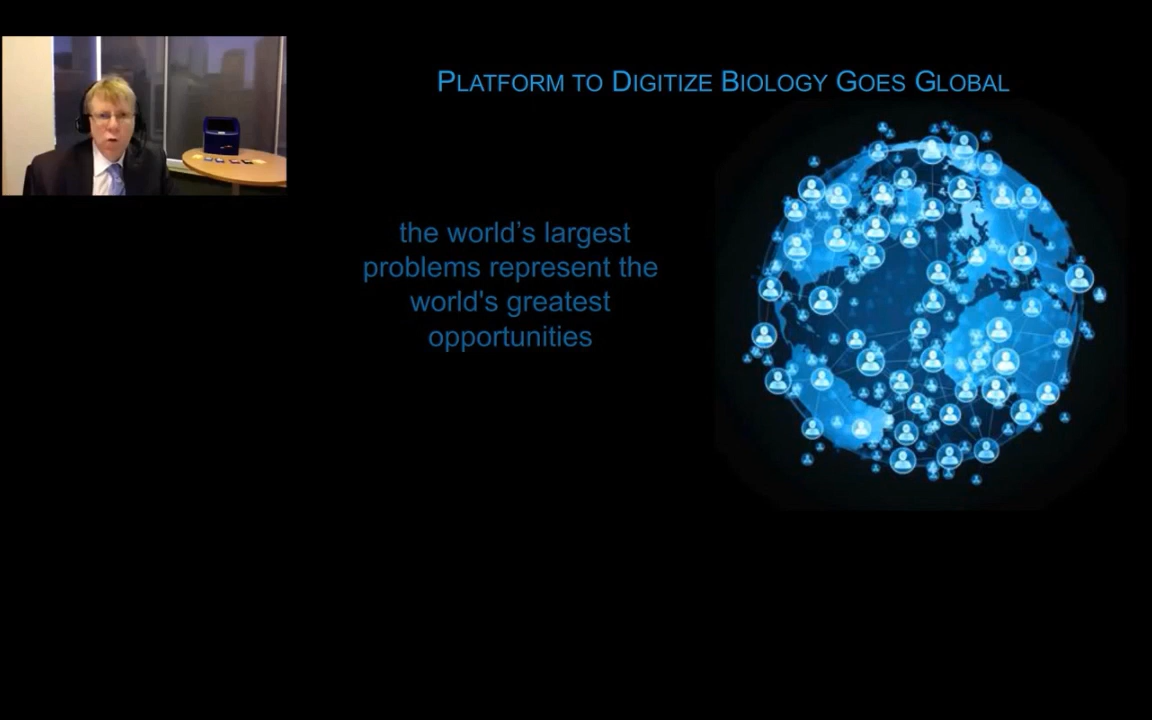 PLATFORM TO DIGITIZE BIOLOGY GOES GLOBAL
the world’s largest
problems represent the
world's greatest
opportunities